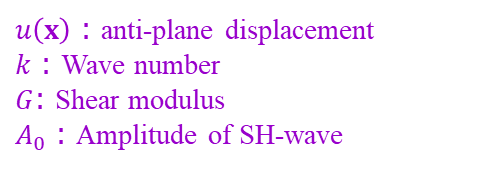 u(x) : anti-plane displacement
k : Wave number
G: Shear modulus
A₀ : Amplitude of SH-wave